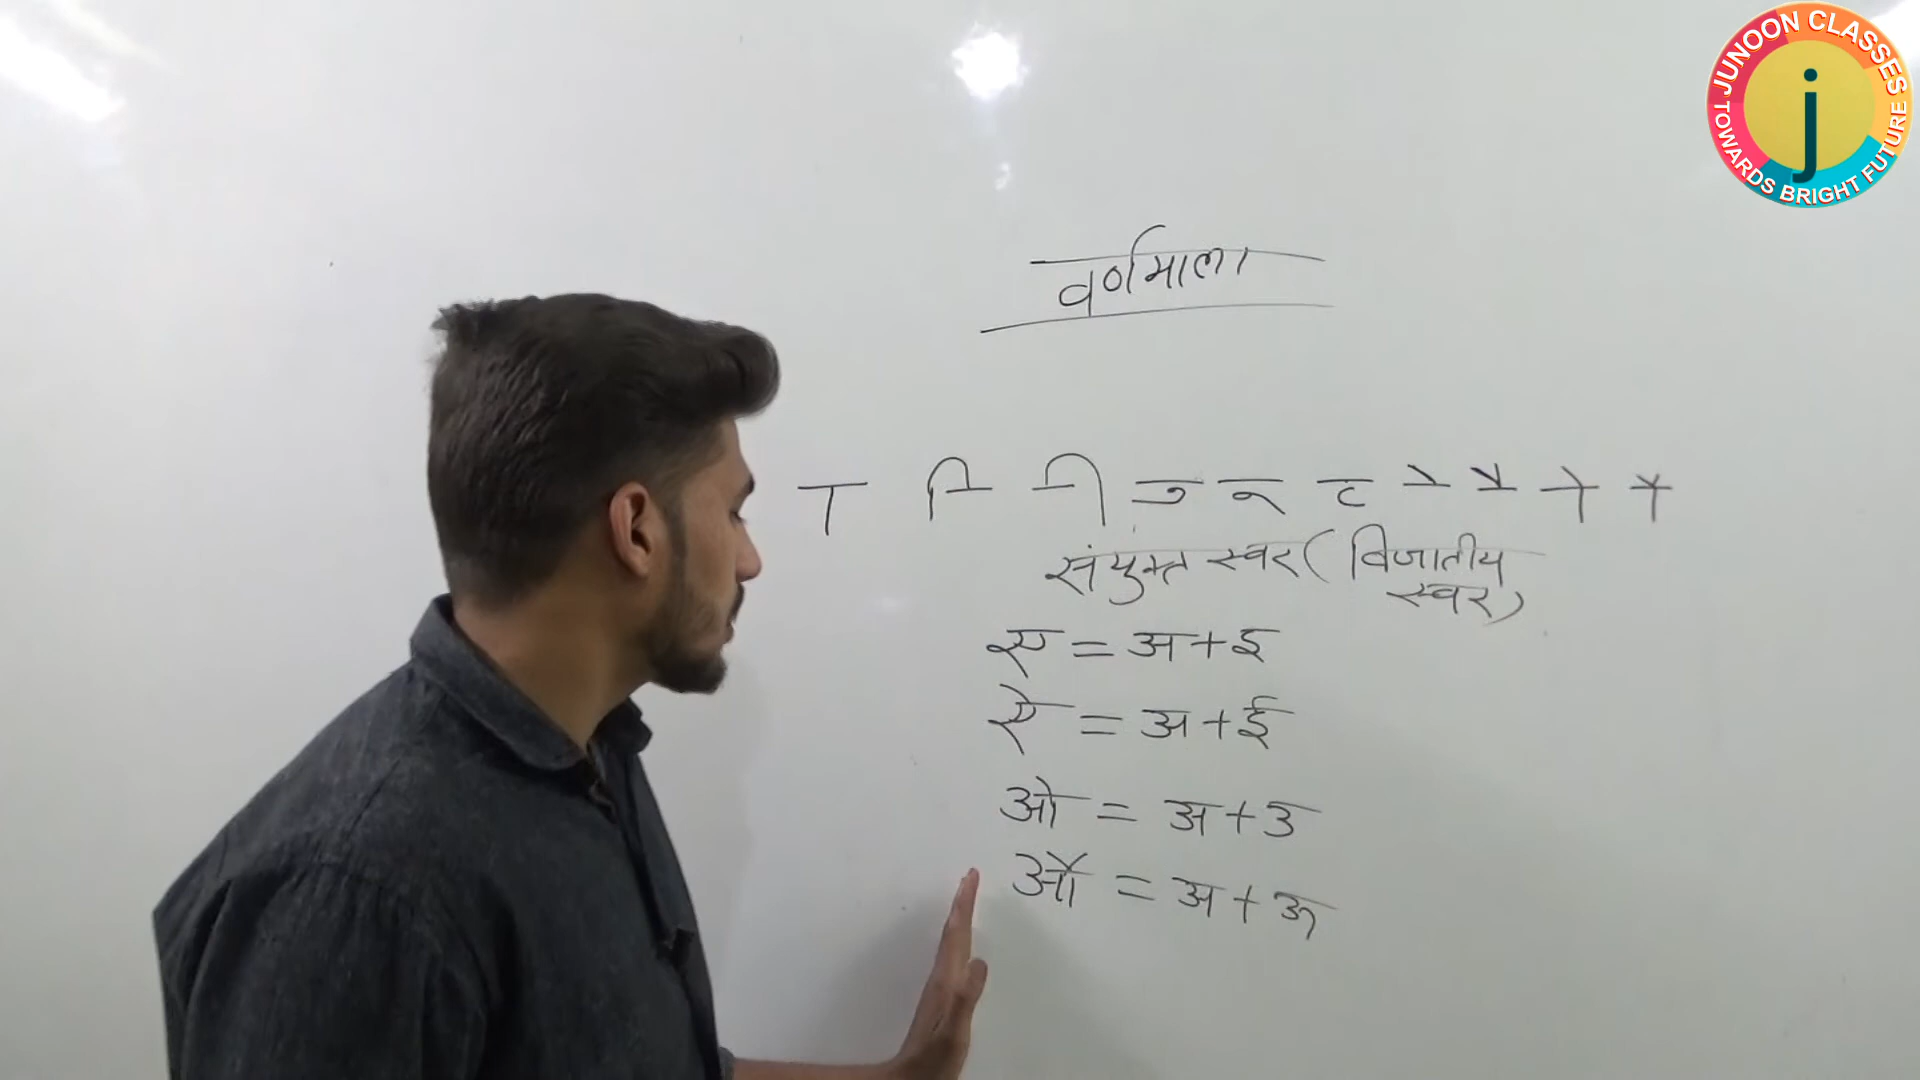 JUNOON CLASSES
TOWARDS BRIGHT FUTURE
j
वर्णमाला
ा ि ी ु ू ृ े ै ो ौ
संयुक्त स्वर ( विजातीय
स्वर)
ए = अ + इ
ऐ = अ + ई
ओ = अ + उ
औ = अ + ऊ